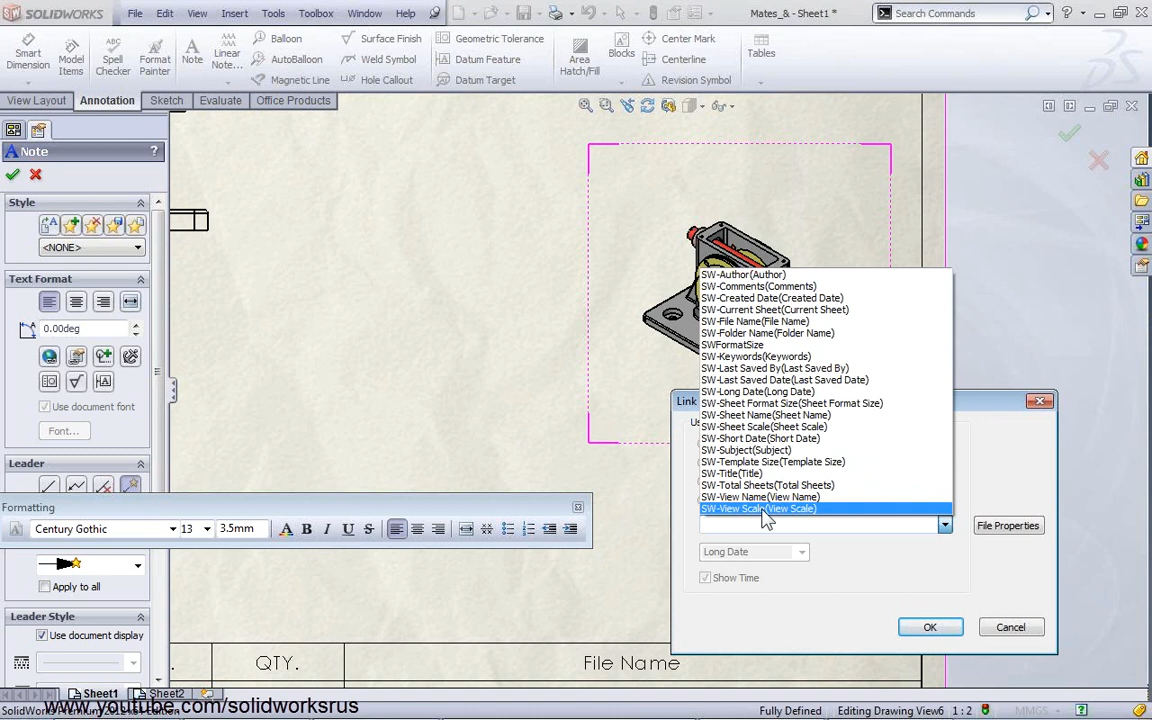 SOLIDWORKS File Edit View Insert Tools Toolbox Window Help Mates_& - Sheet1 * Search Commands ?
Smart Dimension
Model Items
Spell Checker
Format Painter
Note
Linear Note...
Balloon
AutoBalloon
Magnetic Line
Surface Finish
Weld Symbol
Hole Callout
Geometric Tolerance
Datum Feature
Datum Target
Area Hatch/Fill
Blocks
Center Mark
Centerline
Revision Symbol
Tables
View Layout Annotation Sketch Evaluate Office Products
A Note ?
Style
<NONE>
Text Format
0.00deg
Use document font
Font...
Leader
Formatting
Century Gothic 13 3.5mm A B I U S
Apply to all
Leader Style
Use document display
SW-Author(Author)
SW-Comments(Comments)
SW-Created Date(Created Date)
SW-Current Sheet(Current Sheet)
SW-File Name(File Name)
SW-Folder Name(Folder Name)
SWFormatSize
SW-Keywords(Keywords)
SW-Last Saved By(Last Saved By)
SW-Last Saved Date(Last Saved Date)
SW-Long Date(Long Date)
SW-Sheet Format Size(Sheet Format Size)
SW-Sheet Name(Sheet Name)
SW-Sheet Scale(Sheet Scale)
SW-Short Date(Short Date)
SW-Subject(Subject)
SW-Template Size(Template Size)
SW-Title(Title)
SW-Total Sheets(Total Sheets)
SW-View Name(View Name)
SW-View Scale(View Scale)
Link
File Properties
Long Date
Show Time
OK Cancel
QTY. File Name
Sheet1 Sheet2
www.youtube.com/solidworksrus
Fully Defined Editing Drawing View6 1 : 2 MMGS